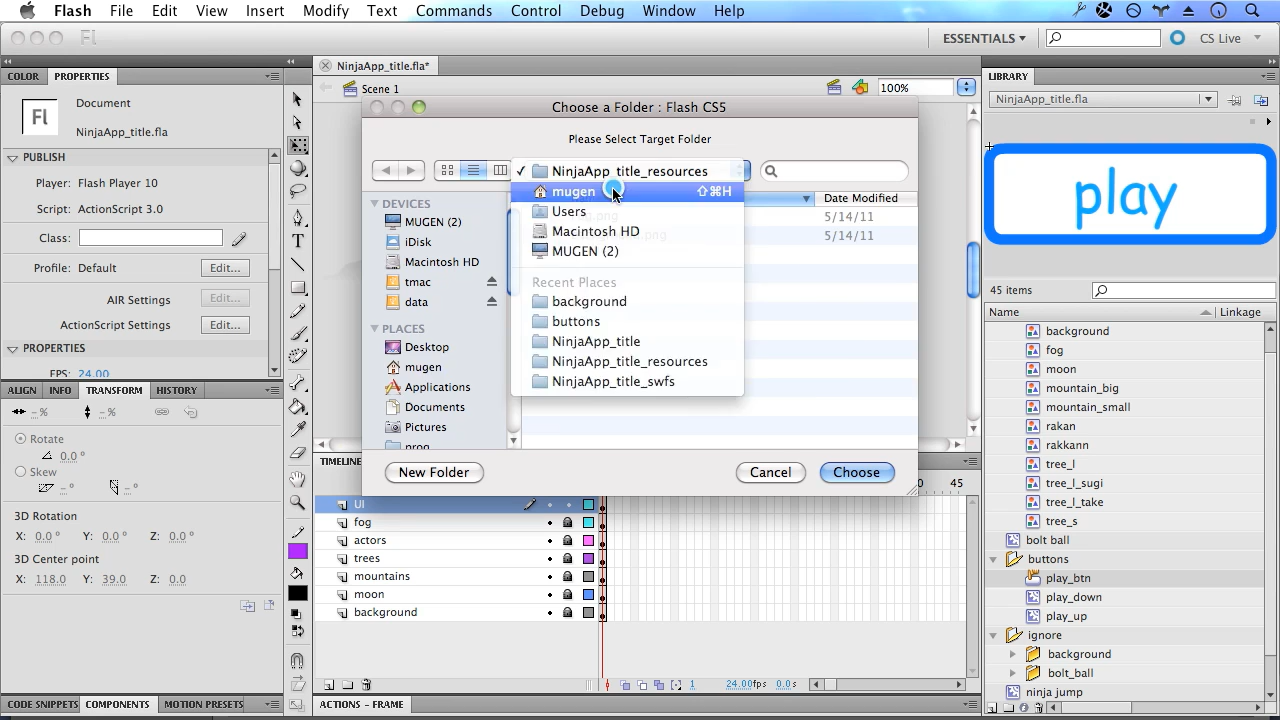 Flash File Edit View Insert Modify Text Commands Control Debug Window Help
Fl ESSENTIALS CS Live
COLOR PROPERTIES
NinjaApp_title.fla*
LIBRARY
Scene 1 100%
Document
Fl
NinjaApp_title.fla
NinjaApp_title.fla
Choose a Folder : Flash CS5
Please Select Target Folder
PUBLISH
Player: Flash Player 10
Script: ActionScript 3.0
Class:
Profile: Default Edit...
AIR Settings Edit...
ActionScript Settings Edit...
PROPERTIES
FPS: 24.00
ALIGN INFO TRANSFORM HISTORY
-% -%
Rotate
0.0 °
Skew
-° -°
3D Rotation
X: 0.0 ° Y: 0.0 ° Z: 0.0 °
3D Center point
X: 118.0 Y: 39.0 Z: 0.0
CODE SNIPPETS COMPONENTS MOTION PRESETS
DEVICES
MUGEN (2)
iDisk
Macintosh HD
tmac
data
PLACES
Desktop
mugen
Applications
Documents
Pictures
prog
✓ NinjaApp_title_resources
mugen ⇧⌘H
Users
Macintosh HD
MUGEN (2)
Recent Places
background
buttons
NinjaApp_title
NinjaApp_title_resources
NinjaApp_title_swfs
Date Modified
5/14/11
5/14/11
New Folder Cancel Choose
TIMELINE
45
UI
fog
actors
trees
mountains
moon
background
1 24.00fps 0.0s
ACTIONS - FRAME
play
45 items
Name Linkage
background
fog
moon
mountain_big
mountain_small
rakan
rakkann
tree_l
tree_l_sugi
tree_l_take
tree_s
bolt ball
buttons
play_btn
play_down
play_up
ignore
background
bolt_ball
ninja jump